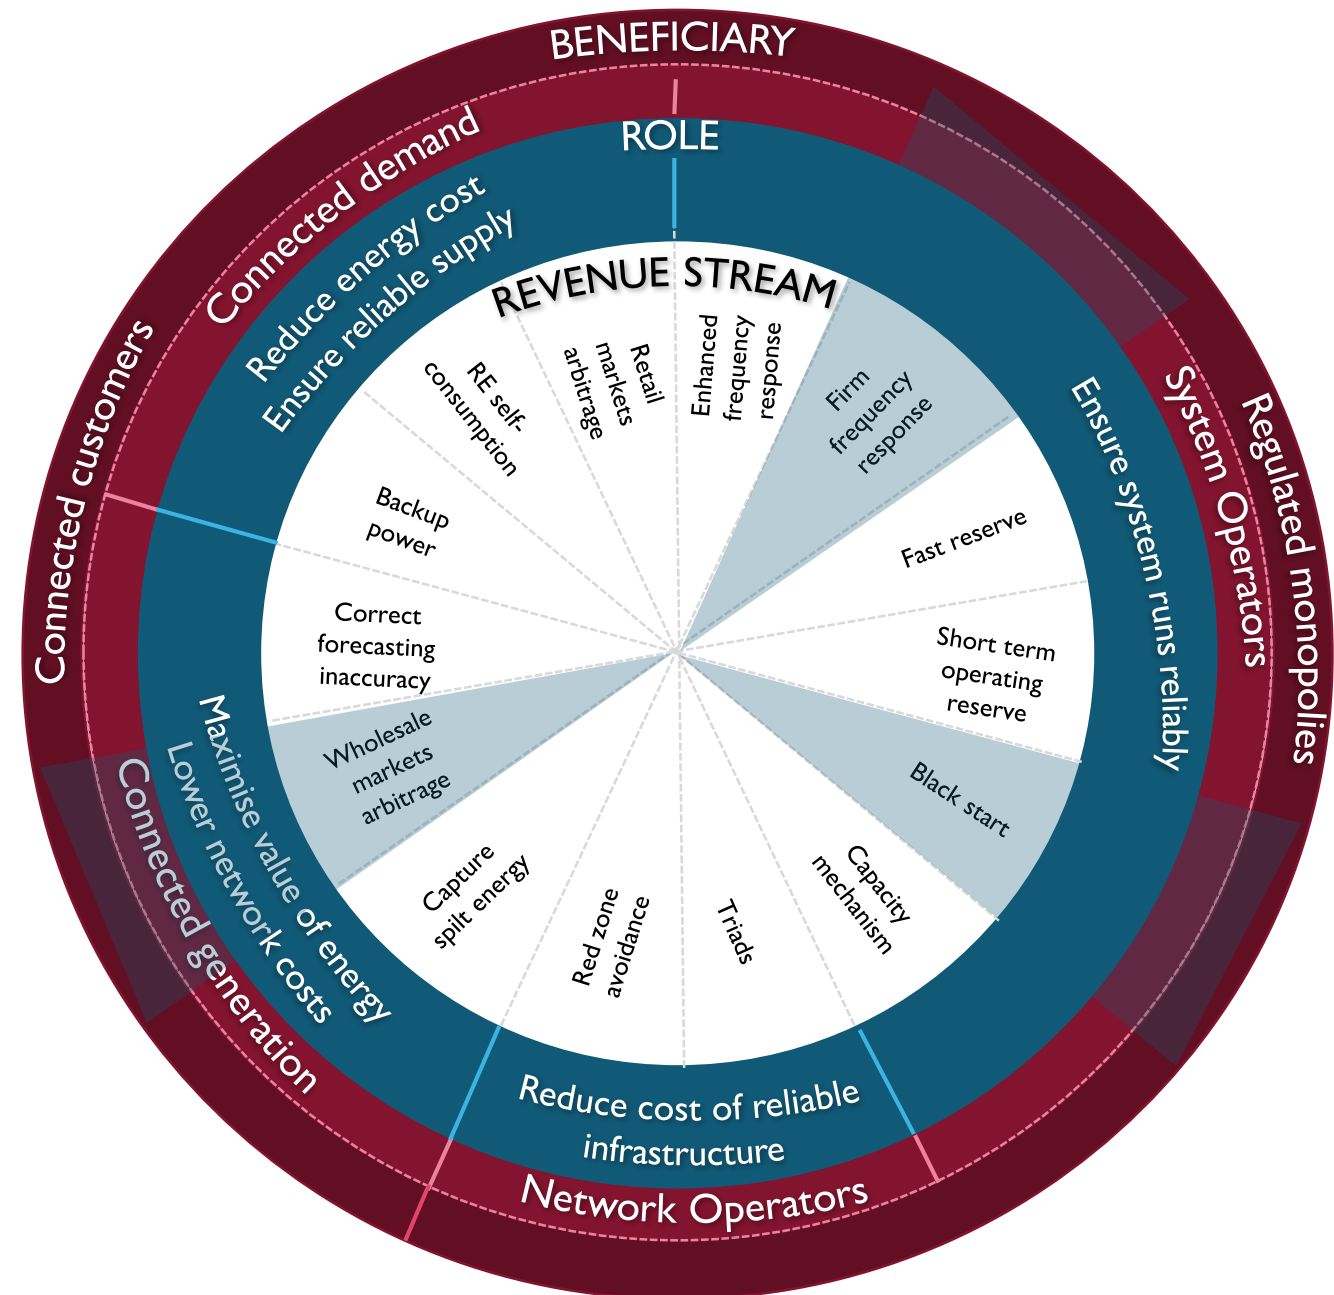 BENEFICIARY
ROLE
REVENUE STREAM
Enhanced
frequency
response
Firm
frequency
response
Fast reserve
Short term
operating
reserve
Black start
Capacity
mechanism
Triads
Red zone
avoidance
Capture
spilt energy
Wholesale
markets
arbitrage
Correct
forecasting
inaccuracy
Backup
power
RE self-
consumption
Retail
markets
arbitrage
Ensure system runs reliably
System Operators
Regulated monopolies
Reduce cost of reliable
infrastructure
Network Operators
Maximise value of energy
Lower network costs
Connected generation
Connected customers
Connected demand
Reduce energy cost
Ensure reliable supply